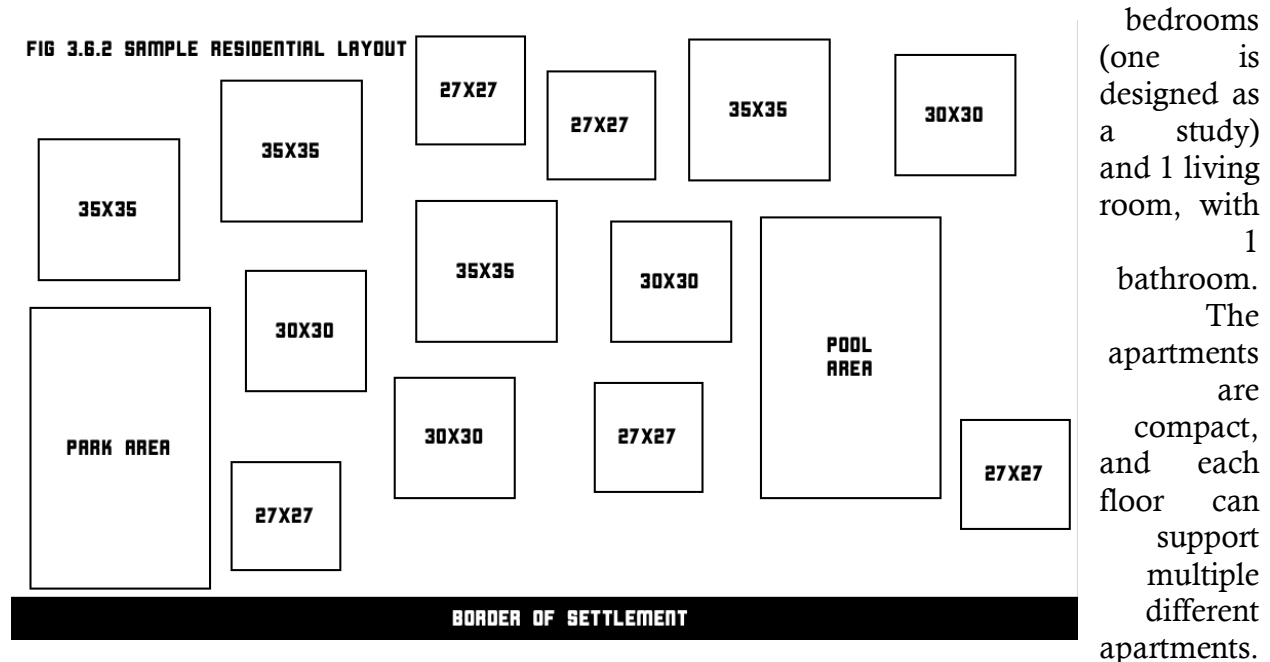 FIG 3.6.2 SAMPLE RESIDENTIAL LAYOUT
27X27
27X27
35X35
30X30
35X35
35X35
35X35
30X30
30X30
POOL
AREA
PARK AREA
30X30
27X27
27X27
27X27
BORDER OF SETTLEMENT
bedrooms
(one is
designed as
a study)
and 1 living
room, with
1
bathroom.
The
apartments
are
compact,
and each
floor can
support
multiple
different
apartments.